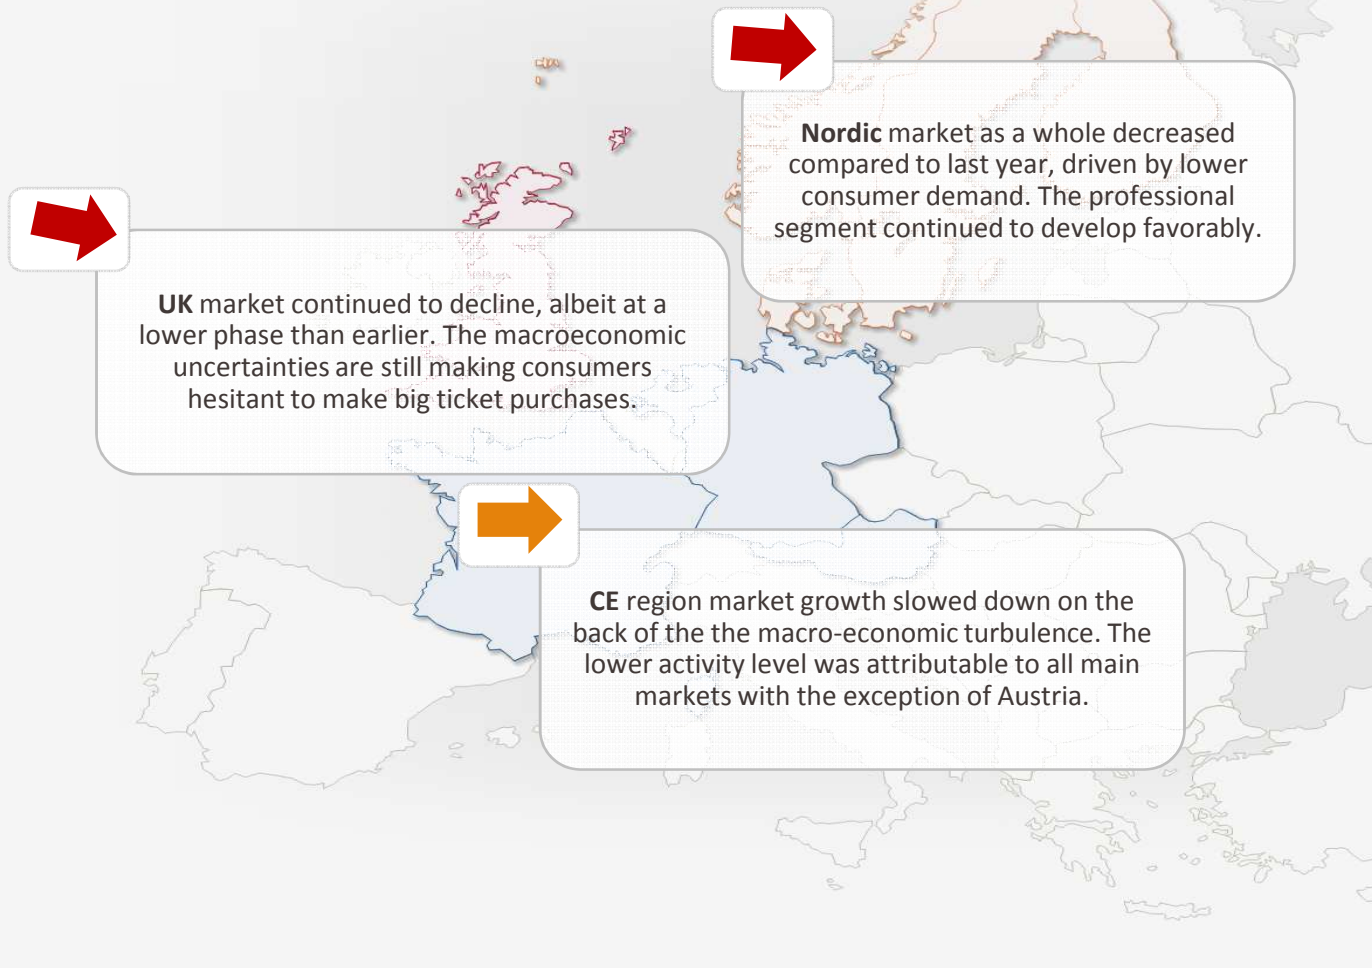 Nordic market as a whole decreased
compared to last year, driven by lower
consumer demand. The professional
segment continued to develop favorably.
UK market continued to decline, albeit at a
lower phase than earlier. The macroeconomic
uncertainties are still making consumers
hesitant to make big ticket purchases.
CE region market growth slowed down on the
back of the the macro-economic turbulence. The
lower activity level was attributable to all main
markets with the exception of Austria.